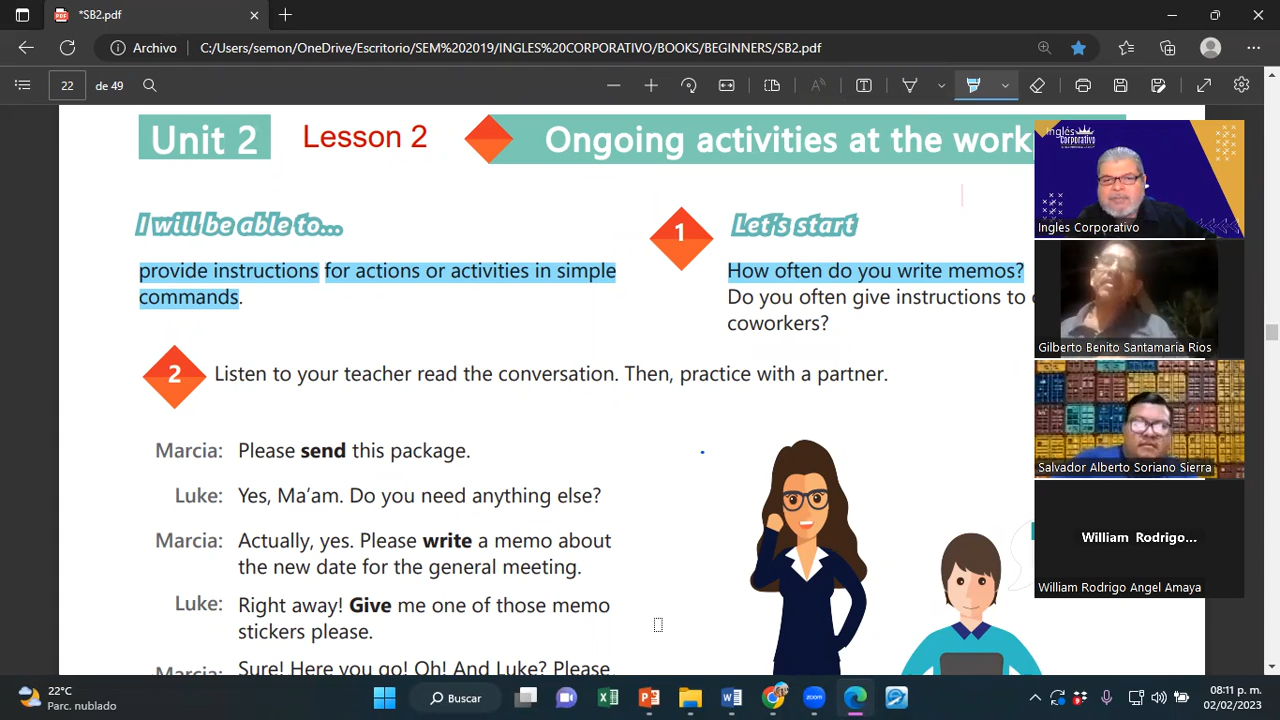 *SB2.pdf
Archivo
C:/Users/semon/OneDrive/Escritorio/SEM%202019/INGLES%20CORPORATIVO/BOOKS/BEGINNERS/SB2.pdf
22
de 49
Unit 2
Lesson 2
Ongoing activities at the work
I will be able to...
provide instructions for actions or activities in simple
commands.
1
Let's start
How often do you write memos?
Do you often give instructions to
coworkers?
2
Listen to your teacher read the conversation. Then, practice with a partner.
Marcia: Please send this package.
Luke: Yes, Ma'am. Do you need anything else?
Marcia: Actually, yes. Please write a memo about
the new date for the general meeting.
Luke: Right away! Give me one of those memo
stickers please.
Marcia: Sure! Here you go! Oh! And Luke? Please
Inglés
Corporativo
Ingles Corporativo
Gilberto Benito Santamaria Rios
Salvador Alberto Soriano Sierra
William Rodrigo...
William Rodrigo Angel Amaya
22°C
Parc. nublado
Buscar
zoom
08:11 p. m.
02/02/2023